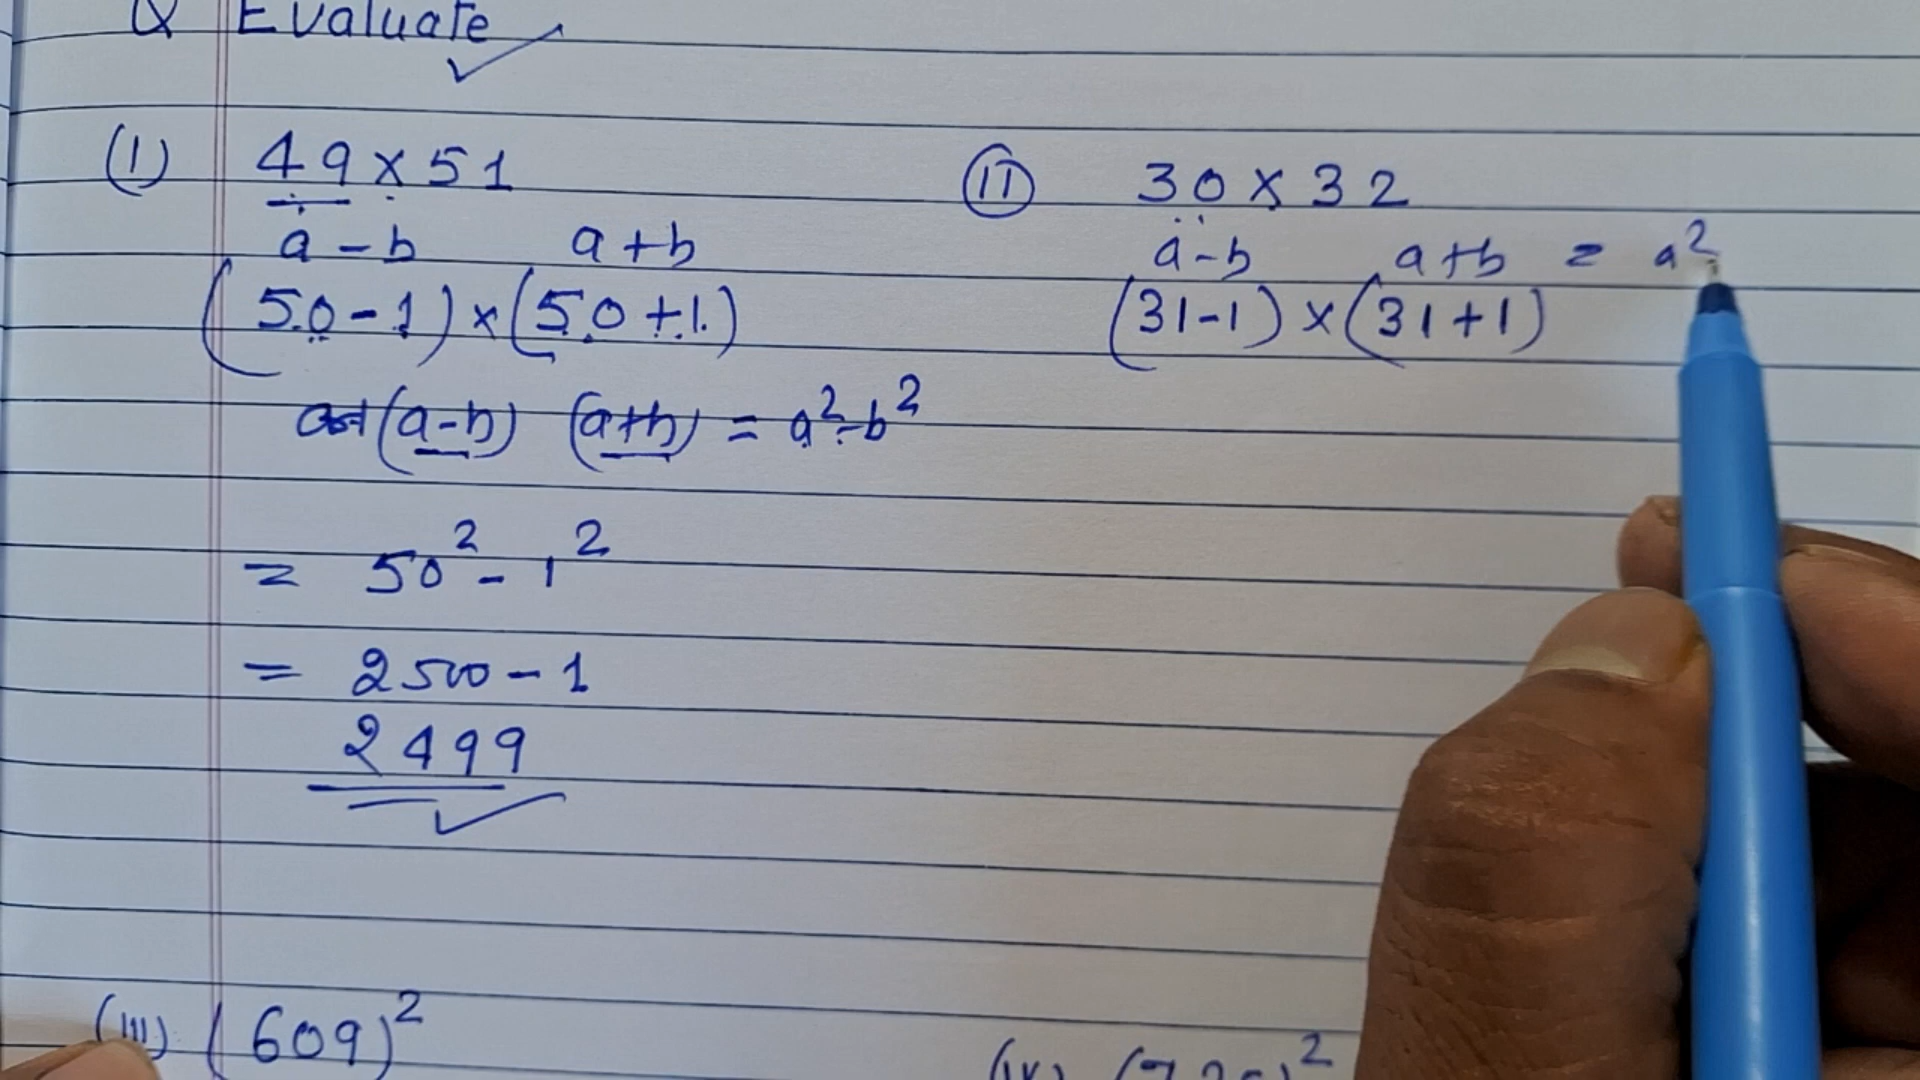 Q Evaluate
(I) 49 × 51
a - b a + b
(50 - 1) × (50 + 1)
(a - b) (a + b) = a² - b²
= 50² - 1²
= 2500 - 1
2499
(II) 30 × 32
a - b a + b = a²
(31 - 1) × (31 + 1)
(III) (609)²
(IV)